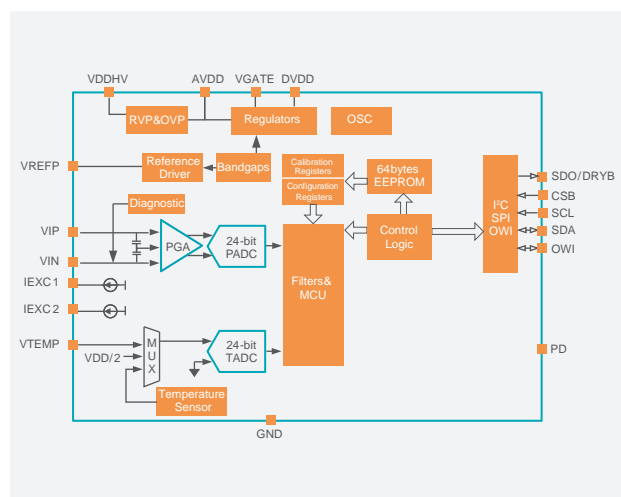 VDDHV
AVDD
VGATE
DVDD
RVP&OVP
Regulators
OSC
VREFP
Reference
Driver
Bandgaps
Calibration
Registers
Configuration
Registers
64bytes
EEPROM
I²C
SPI
OWI
SDO/DRYB
CSB
SCL
SDA
OWI
Diagnostic
VIP
VIN
PGA
24-bit
PADC
Control
Logic
Filters&
MCU
IEXC1
IEXC2
VTEMP
VDD/2
M
U
X
24-bit
TADC
PD
Temperature
Sensor
GND